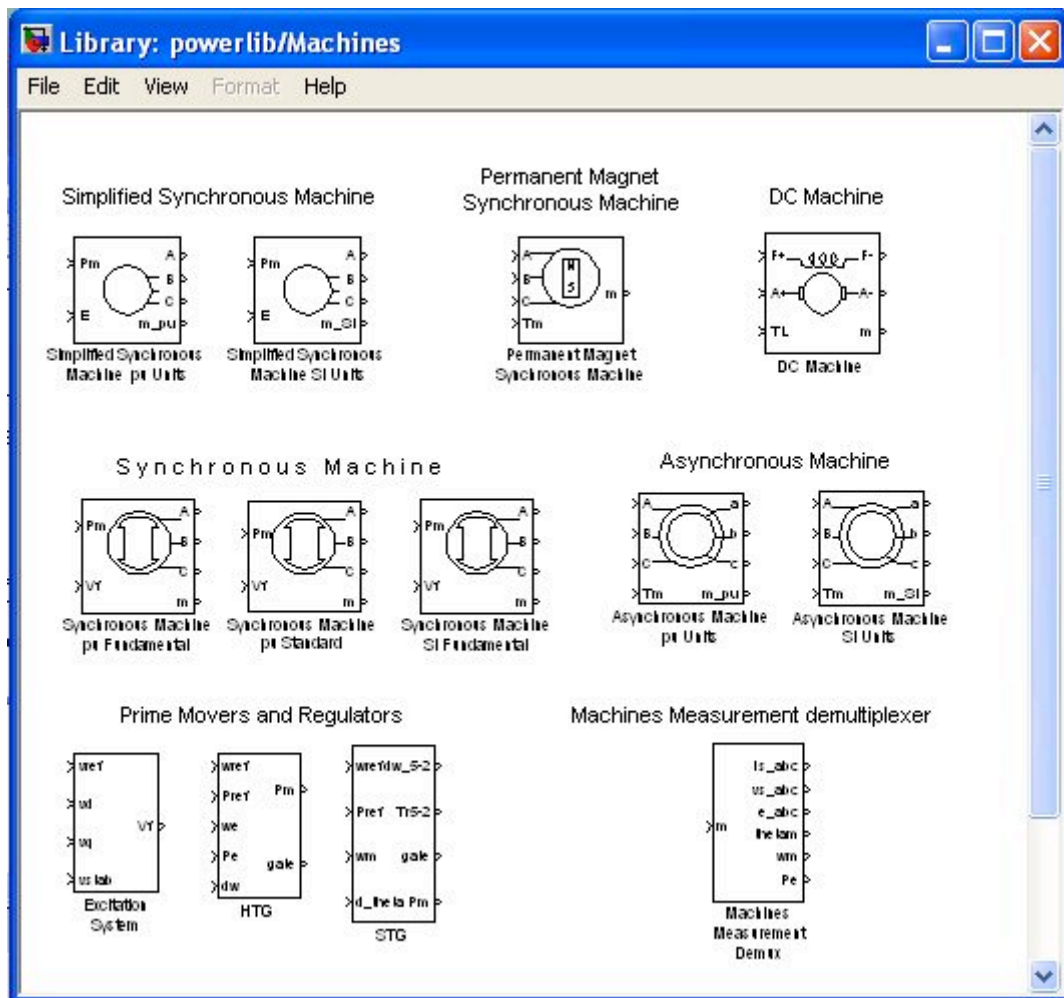 Library: powerlib/Machines
File Edit View Format Help
Simplified Synchronous Machine
Permanent Magnet
Synchronous Machine
DC Machine
Pm A
B
C
E m_pu
Simplified Synchronous
Machine pu Units
Pm A
B
C
E m_SI
Simplified Synchronous
Machine SI Units
A
B
C
Tm
N
S
m
Permanent Magnet
Synchronous Machine
F+ F-
A+ A-
TL m
DC Machine
Synchronous Machine
Asynchronous Machine
Pm A
B
Vf C
m
Synchronous Machine
pu Fundamental
Pm A
B
Vf C
m
Synchronous Machine
pu Standard
Pm A
B
Vf C
m
Synchronous Machine
SI Fundamental
A a
B b
C c
Tm m_pu
Asynchronous Machine
pu Units
A a
B b
C c
Tm m_SI
Asynchronous Machine
SI Units
Prime Movers and Regulators
Machines Measurement demultiplexer
vref
vd
vq
vstab
Vf
Excitation
System
wref
Pref
we
Pe
dw
Pm
gate
HTG
wref dw_5-2
Pref Tr5-2
wm gate
d_theta Pm
STG
m
is_abc
vs_abc
e_abc
thetam
wm
Pe
Machines
Measurement
Demux